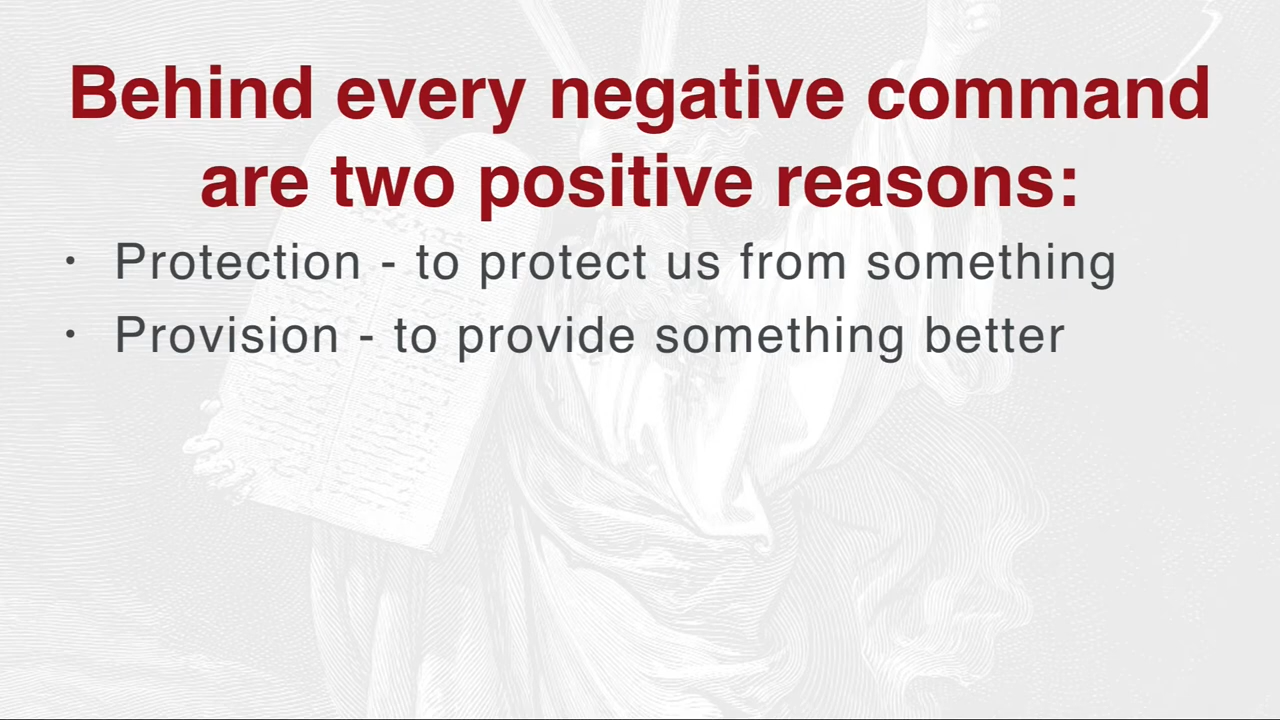 Behind every negative command
are two positive reasons:
• Protection - to protect us from something
• Provision - to provide something better